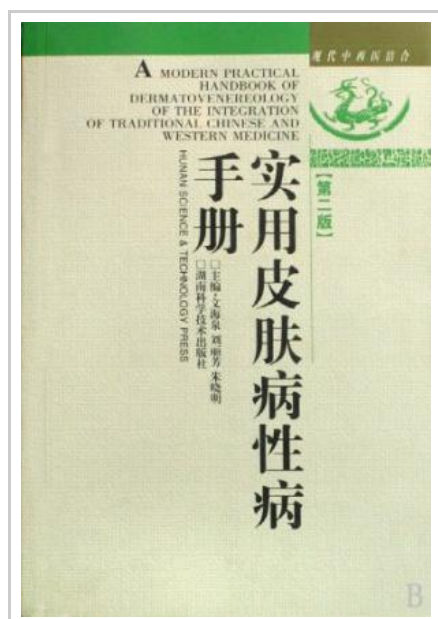 现代中西医结合
A MODERN PRACTICAL
HANDBOOK OF
DERMATOVENEREOLOGY
OF THE INTEGRATION
OF TRADITIONAL CHINESE AND
WESTERN MEDICINE
【第二版】
实用皮肤病性病
手册
□主编·文海泉 刘丽芳 朱晓明
□湖南科学技术出版社
HUNAN SCIENCE & TECHNOLOGY PRESS
B